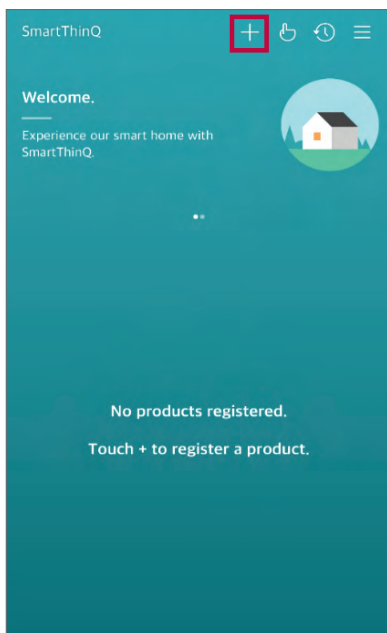 SmartThinQ
Welcome.
Experience our smart home with
SmartThinQ.
No products registered.
Touch + to register a product.